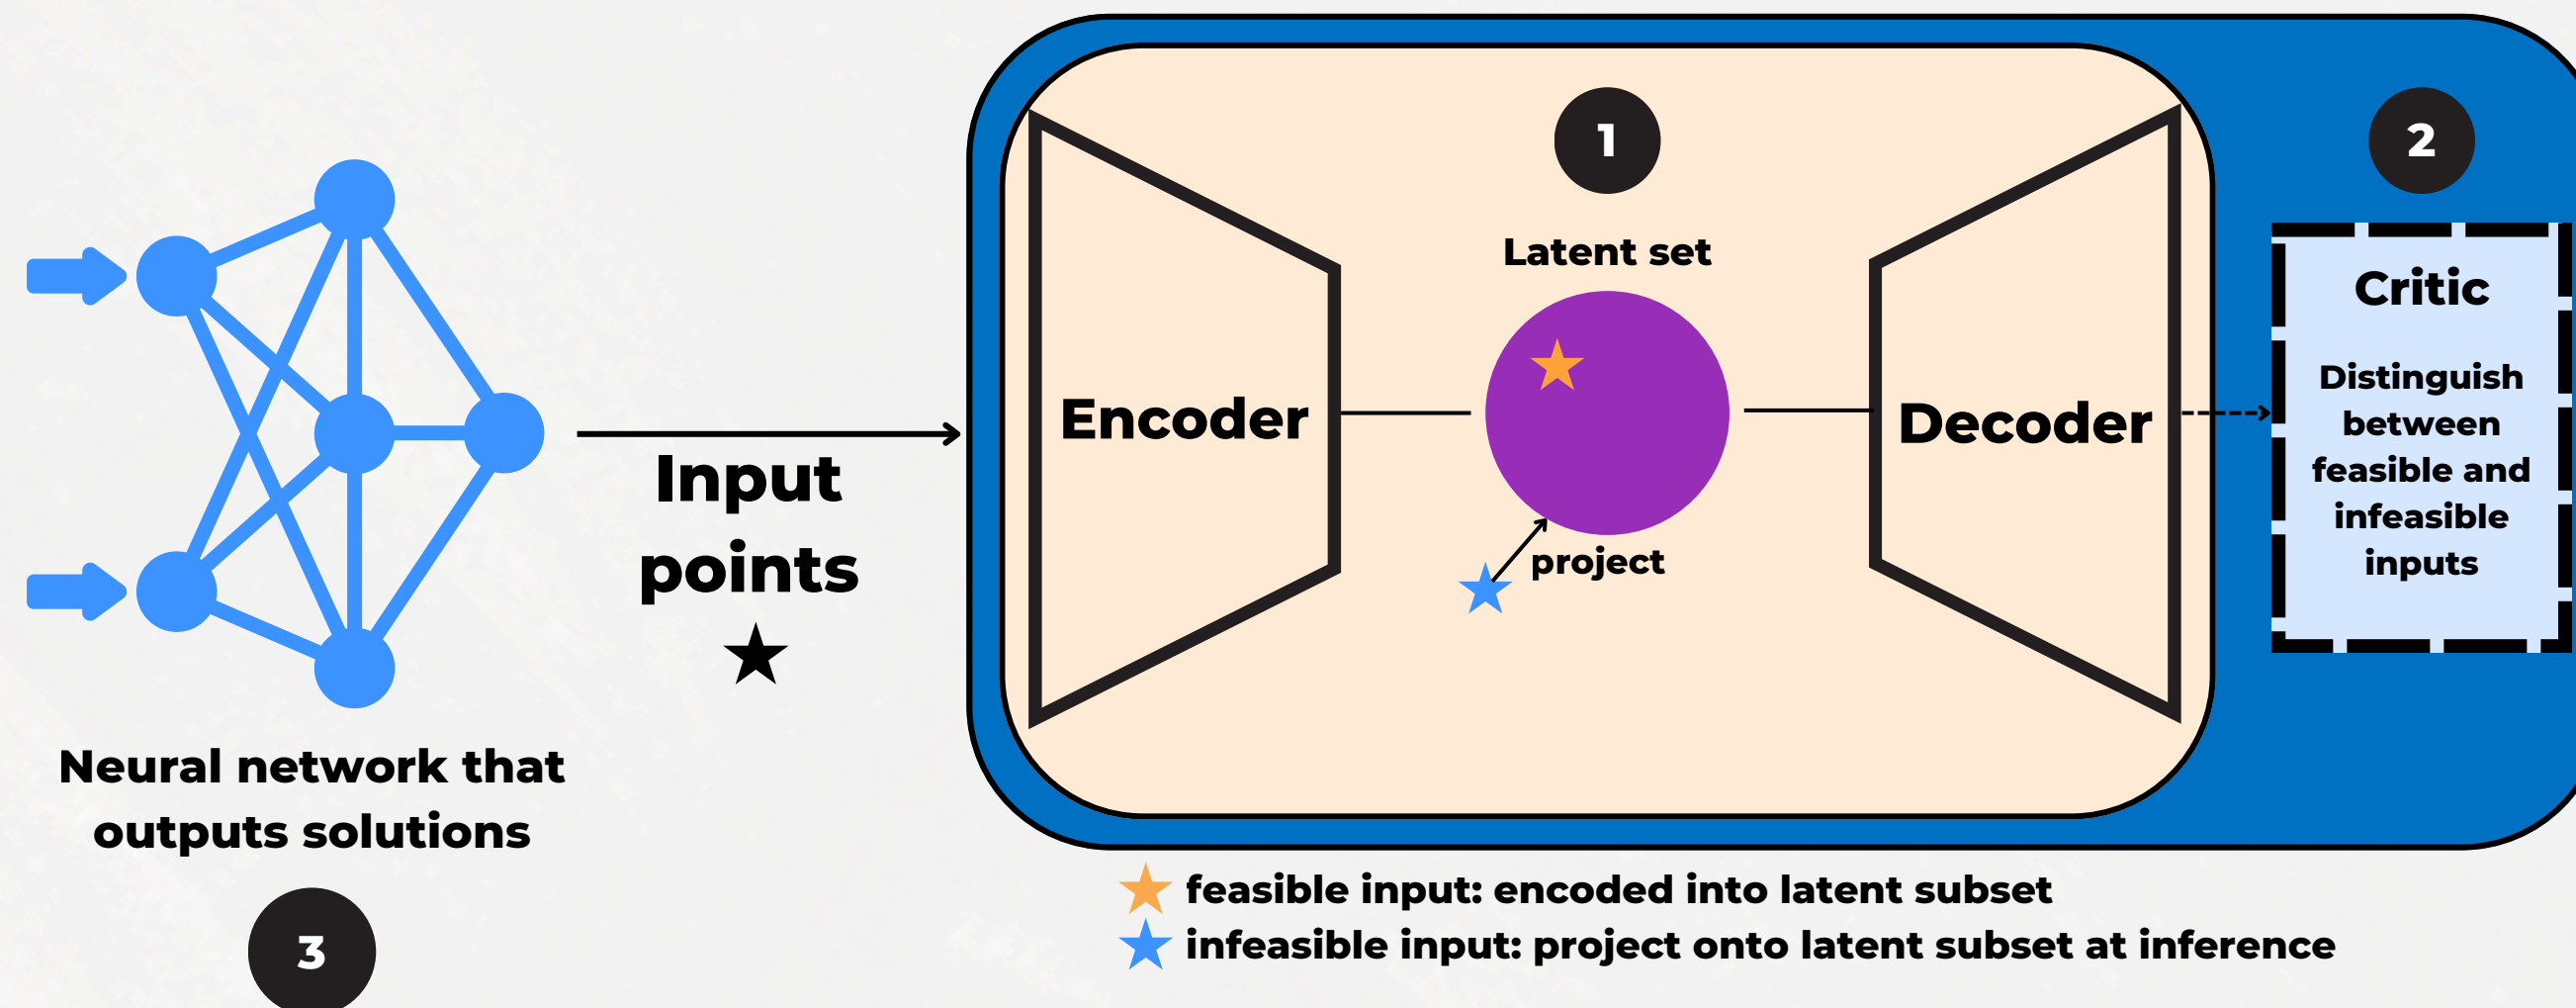 1
2
Latent set
Critic
Distinguish
between
feasible and
infeasible
inputs
Encoder
Decoder
Input
points
project
Neural network that
outputs solutions
3
feasible input: encoded into latent subset
infeasible input: project onto latent subset at inference